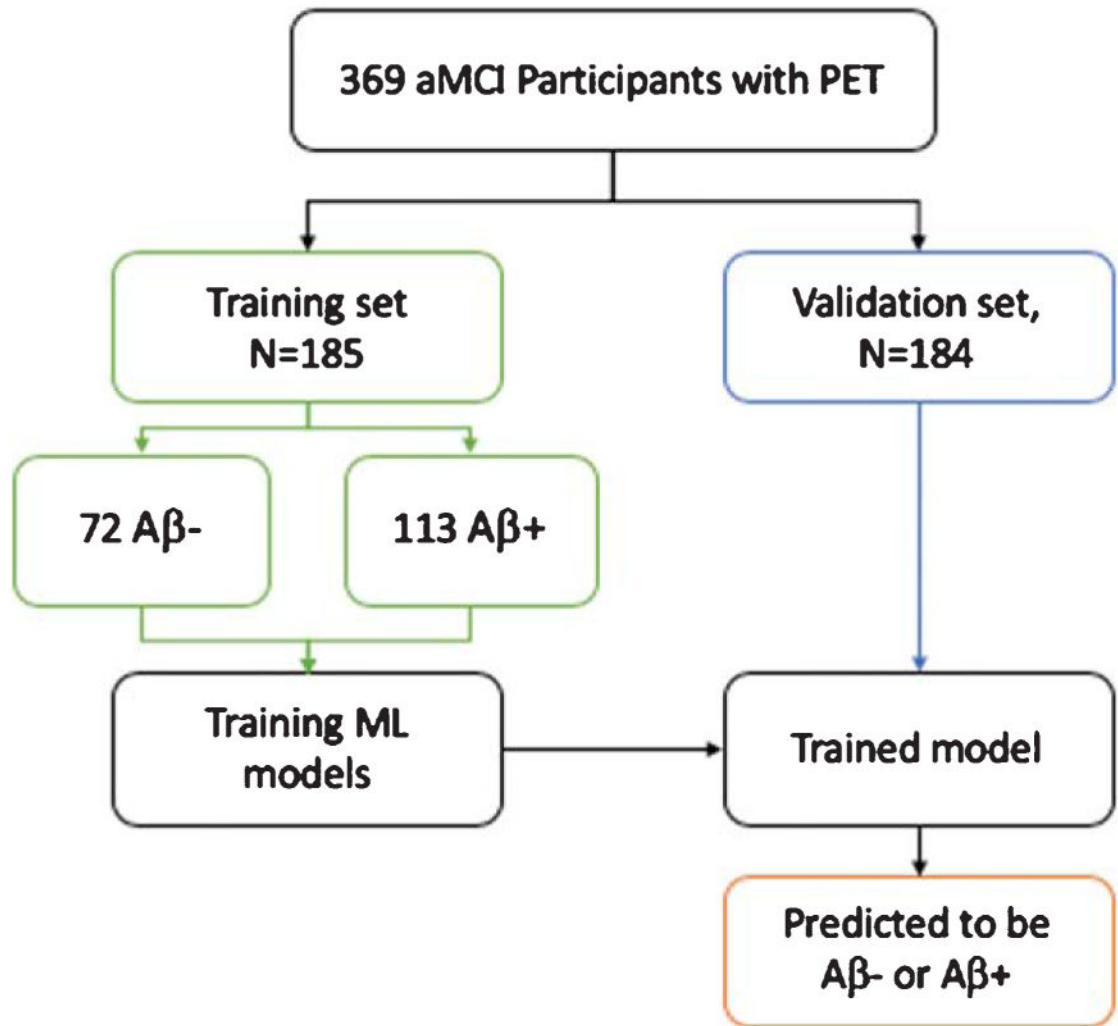 369 aMCI Participants with PET
Training set
N=185
Validation set,
N=184
72 Aβ-
113 Aβ+
Training ML
models
Trained model
Predicted to be
Aβ- or Aβ+